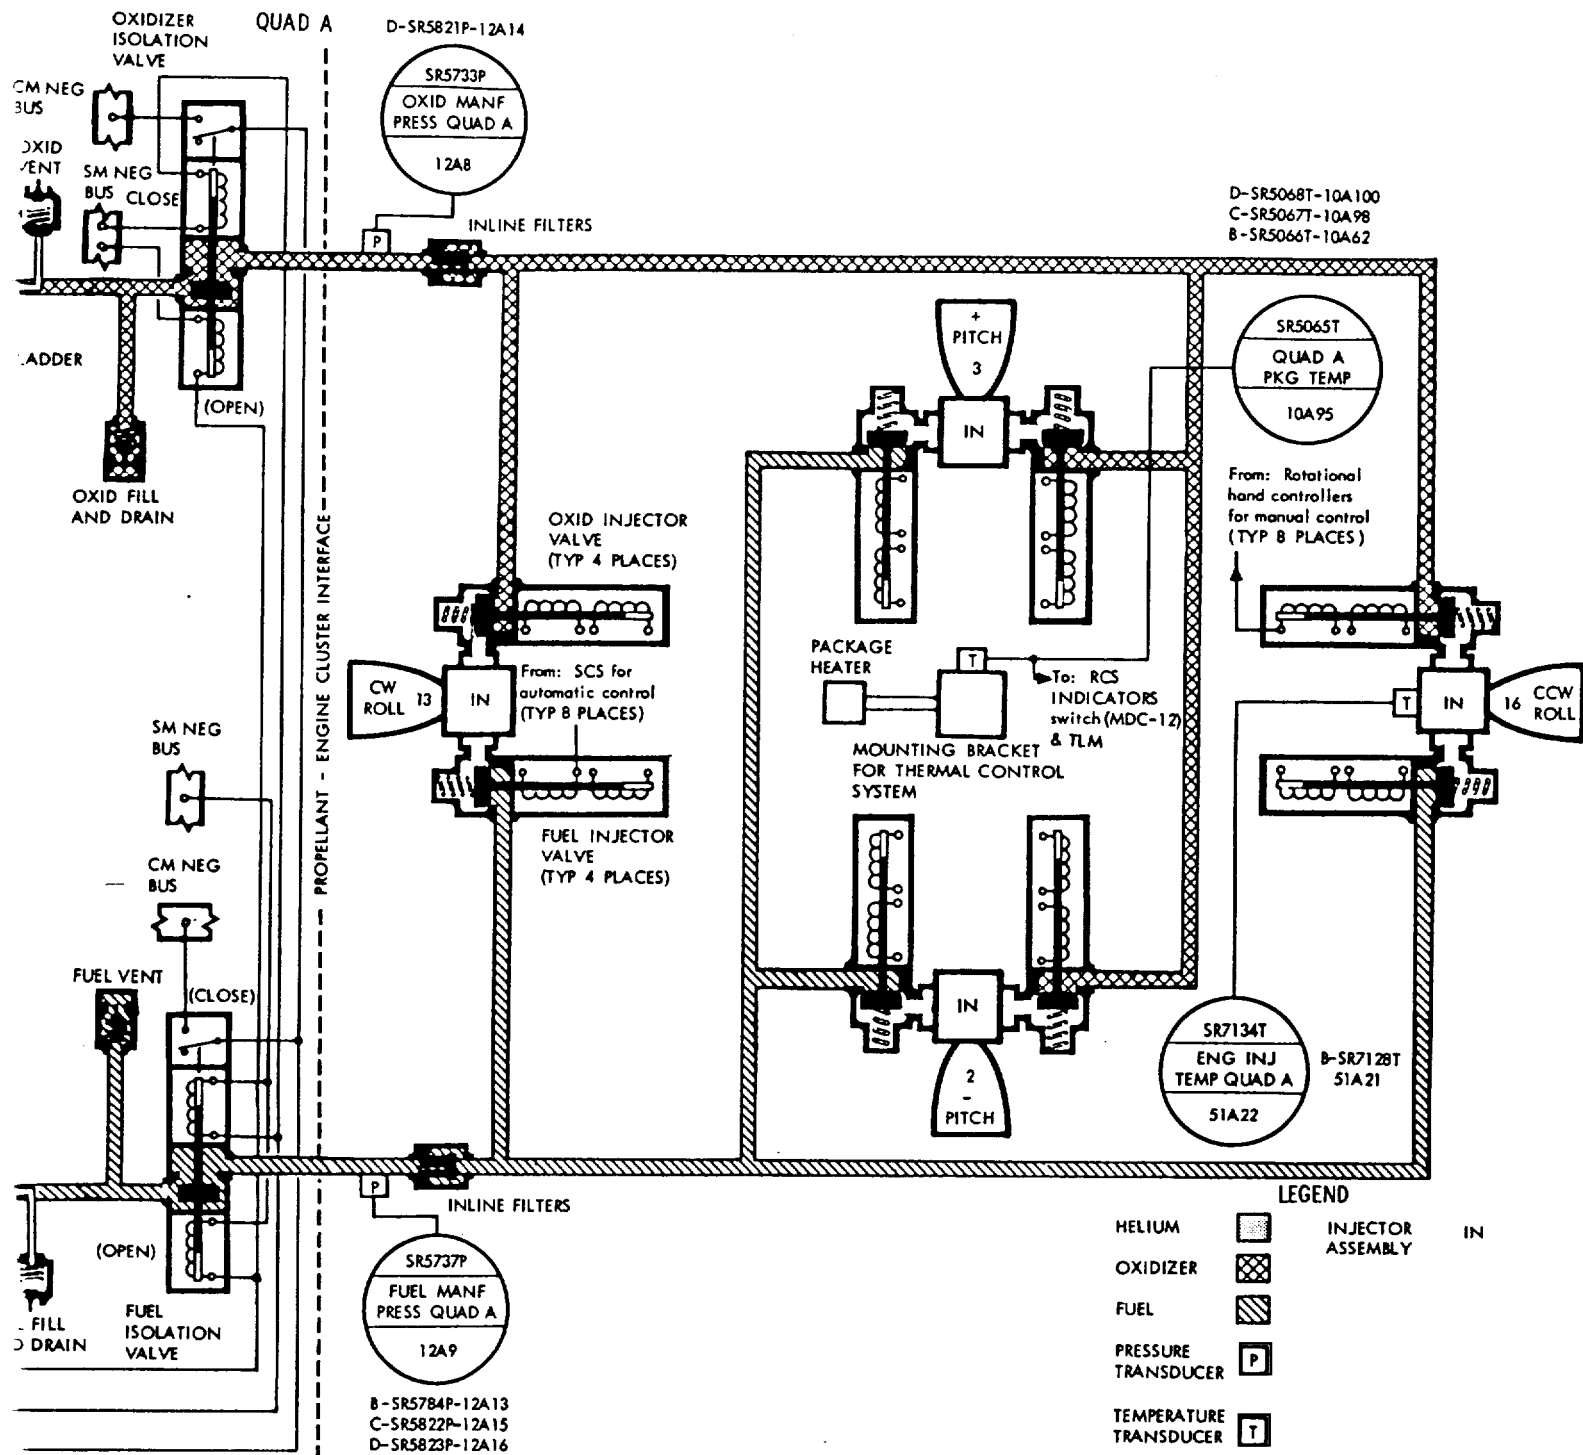 OXIDIZER
ISOLATION
VALVE
QUAD A
D-SR5821P-12A14
SR5733P
OXID MANF
PRESS QUAD A
12A8
CM NEG
BUS
VENT
SM NEG
BUS
CLOSE
P
INLINE FILTERS
D-SR5068T-10A100
C-SR5067T-10A98
B-SR5066T-10A62
+
PITCH
3
IN
SR5065T
QUAD A
PKG TEMP
10A95
(OPEN)
OXID FILL
AND DRAIN
PROPELLANT - ENGINE CLUSTER INTERFACE
OXID INJECTOR
VALVE
(TYP 4 PLACES)
From: Rotational
hand controllers
for manual control
(TYP 8 PLACES)
CW
ROLL
13
IN
From: SCS for
automatic control
(TYP 8 PLACES)
PACKAGE
HEATER
T
To: RCS
INDICATORS
switch (MDC-12)
& TLM
MOUNTING BRACKET
FOR THERMAL CONTROL
SYSTEM
T
IN
16
CCW
ROLL
SM NEG
BUS
FUEL INJECTOR
VALVE
(TYP 4 PLACES)
CM NEG
BUS
FUEL VENT
(CLOSE)
IN
2
-
PITCH
SR7134T
ENG INJ
TEMP QUAD A
51A22
B-SR7128T
51A21
P
INLINE FILTERS
(OPEN)
SR5737P
FUEL MANF
PRESS QUAD A
12A9
FILL
DRAIN
FUEL
ISOLATION
VALVE
B-SR5784P-12A13
C-SR5822P-12A15
D-SR5823P-12A16
LEGEND
HELIUM
INJECTOR
ASSEMBLY
IN
OXIDIZER
FUEL
PRESSURE
TRANSDUCER
P
TEMPERATURE
TRANSDUCER
T